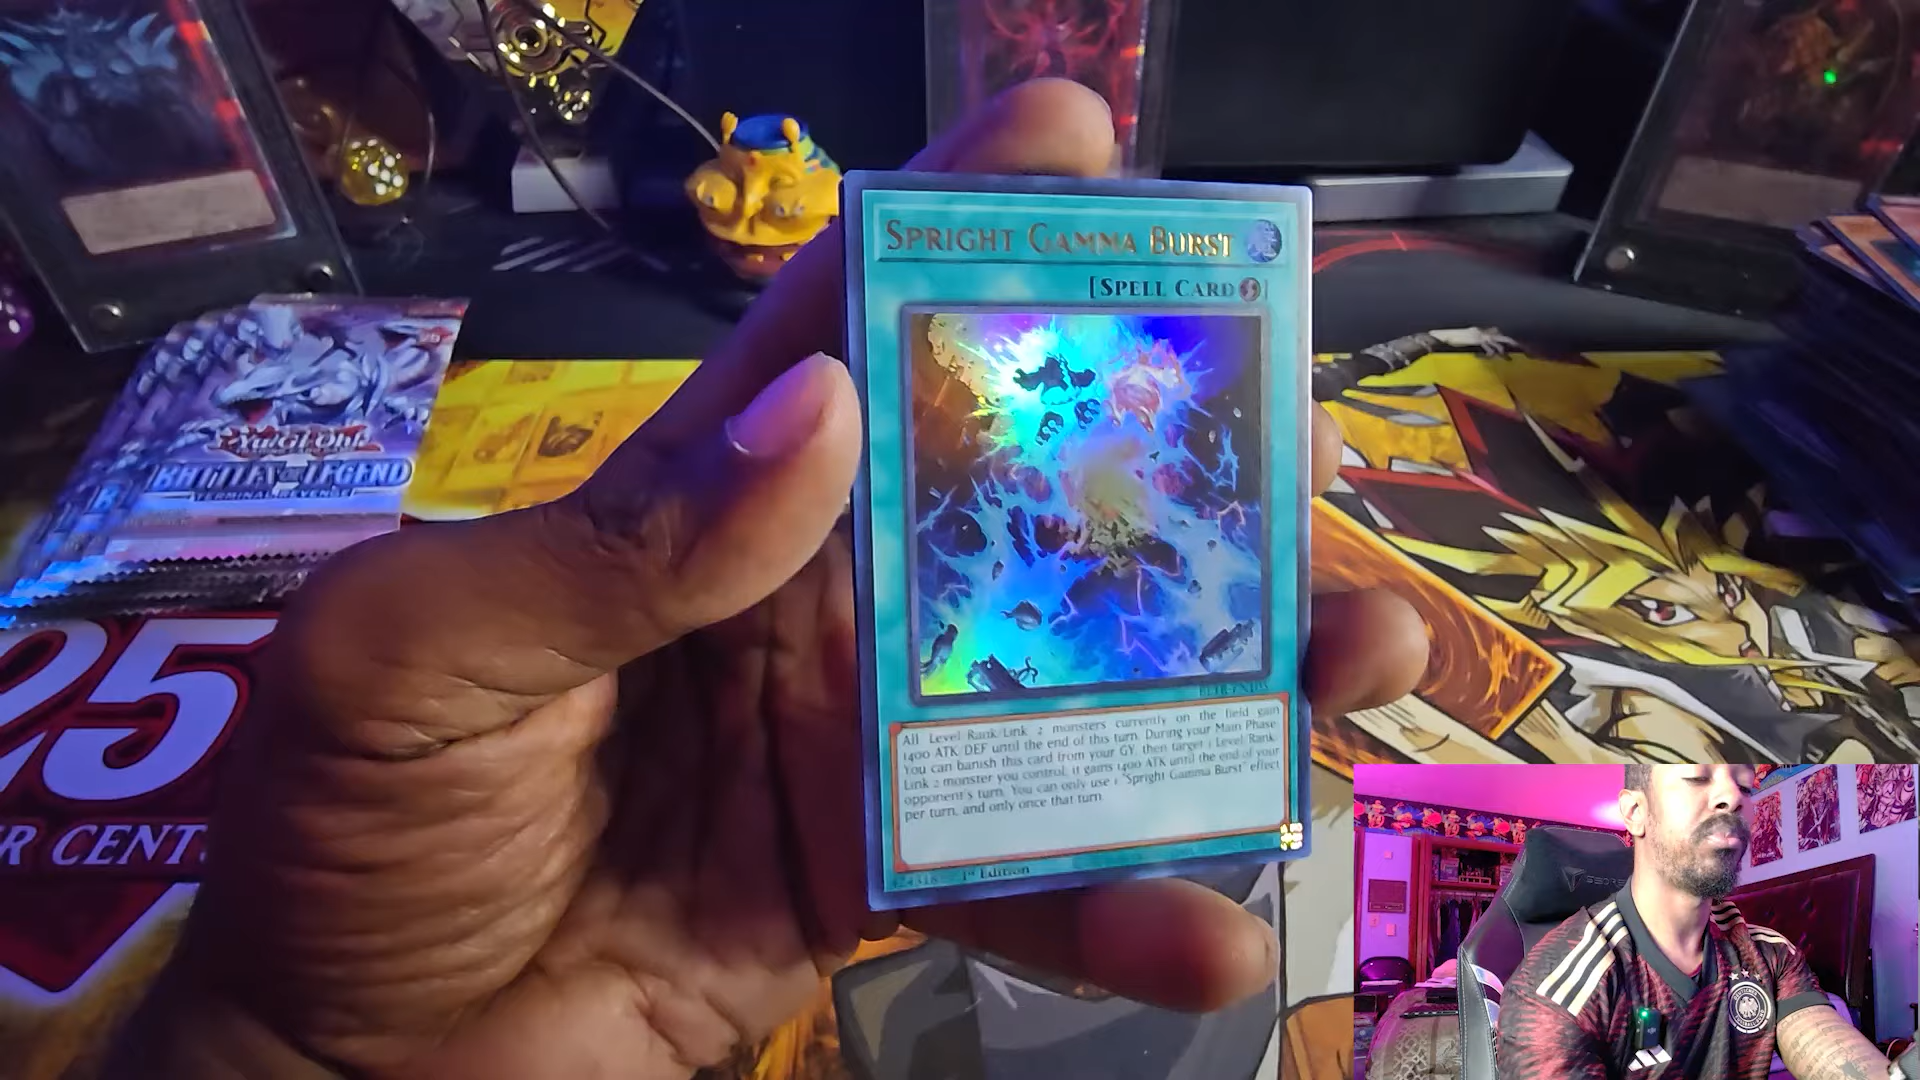 SPRIGHT GAMMA BURST
[SPELL CARD]
All Level/Rank/Link 2 monsters currently on the field gain
1400 ATK/DEF until the end of this turn. During your Main Phase:
You can banish this card from your GY, then target 1 Level/Rank/
Link 2 monster you control; it gains 1400 ATK until the end of your
opponent's turn. You can only use 1 "Spright Gamma Burst" effect
per turn, and only once that turn.
1st Edition
Yu-Gi-Oh!
BATTLES OF LEGEND
TERMINAL REVENGE
25